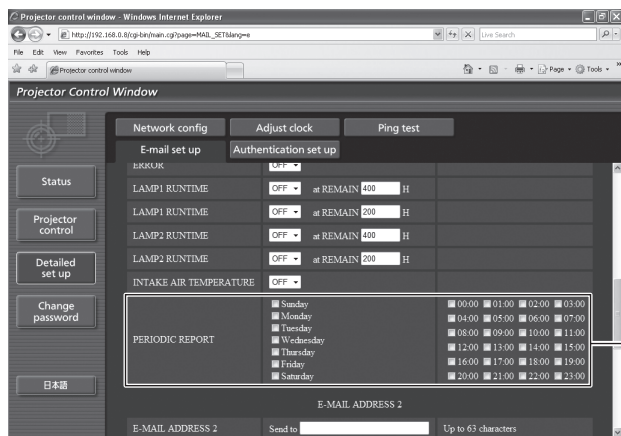 Projector control window - Windows Internet Explorer
http://192.168.0.8/cgi-bin/main.cgi?page=MAIL_SET&lang=e
Live Search
File Edit View Favorites Tools Help
Projector control window
Page Tools
Projector Control Window
Network config Adjust clock Ping test
E-mail set up Authentication set up
Status
Projector control
Detailed set up
Change password
日本語
ERROR OFF
LAMP1 RUNTIME OFF at REMAIN 400 H
LAMP1 RUNTIME OFF at REMAIN 200 H
LAMP2 RUNTIME OFF at REMAIN 400 H
LAMP2 RUNTIME OFF at REMAIN 200 H
INTAKE AIR TEMPERATURE OFF
PERIODIC REPORT
Sunday
Monday
Tuesday
Wednesday
Thursday
Friday
Saturday
00:00 01:00 02:00 03:00
04:00 05:00 06:00 07:00
08:00 09:00 10:00 11:00
12:00 13:00 14:00 15:00
16:00 17:00 18:00 19:00
20:00 21:00 22:00 23:00
E-MAIL ADDRESS 2
E-MAIL ADDRESS 2 Send to Up to 63 characters